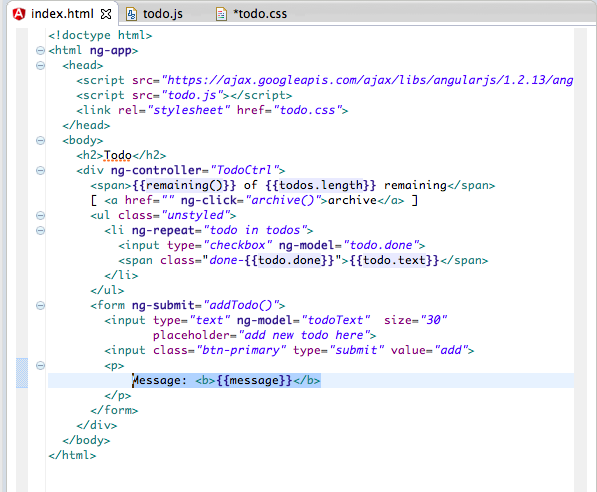 index.html
todo.js
*todo.css
<!doctype html>
<html ng-app>
<head>
<script src="https://ajax.googleapis.com/ajax/libs/angularjs/1.2.13/ang
<script src="todo.js"></script>
<link rel="stylesheet" href="todo.css">
</head>
<body>
<h2>Todo</h2>
<div ng-controller="TodoCtrl">
<span>{{remaining()}} of {{todos.length}} remaining</span>
[ <a href="" ng-click="archive()">archive</a> ]
<ul class="unstyled">
<li ng-repeat="todo in todos">
<input type="checkbox" ng-model="todo.done">
<span class="done-{{todo.done}}">{{todo.text}}</span>
</li>
</ul>
<form ng-submit="addTodo()">
<input type="text" ng-model="todoText"  size="30"
placeholder="add new todo here">
<input class="btn-primary" type="submit" value="add">
<p>
Message: <b>{{message}}</b>
</p>
</form>
</div>
</body>
</html>